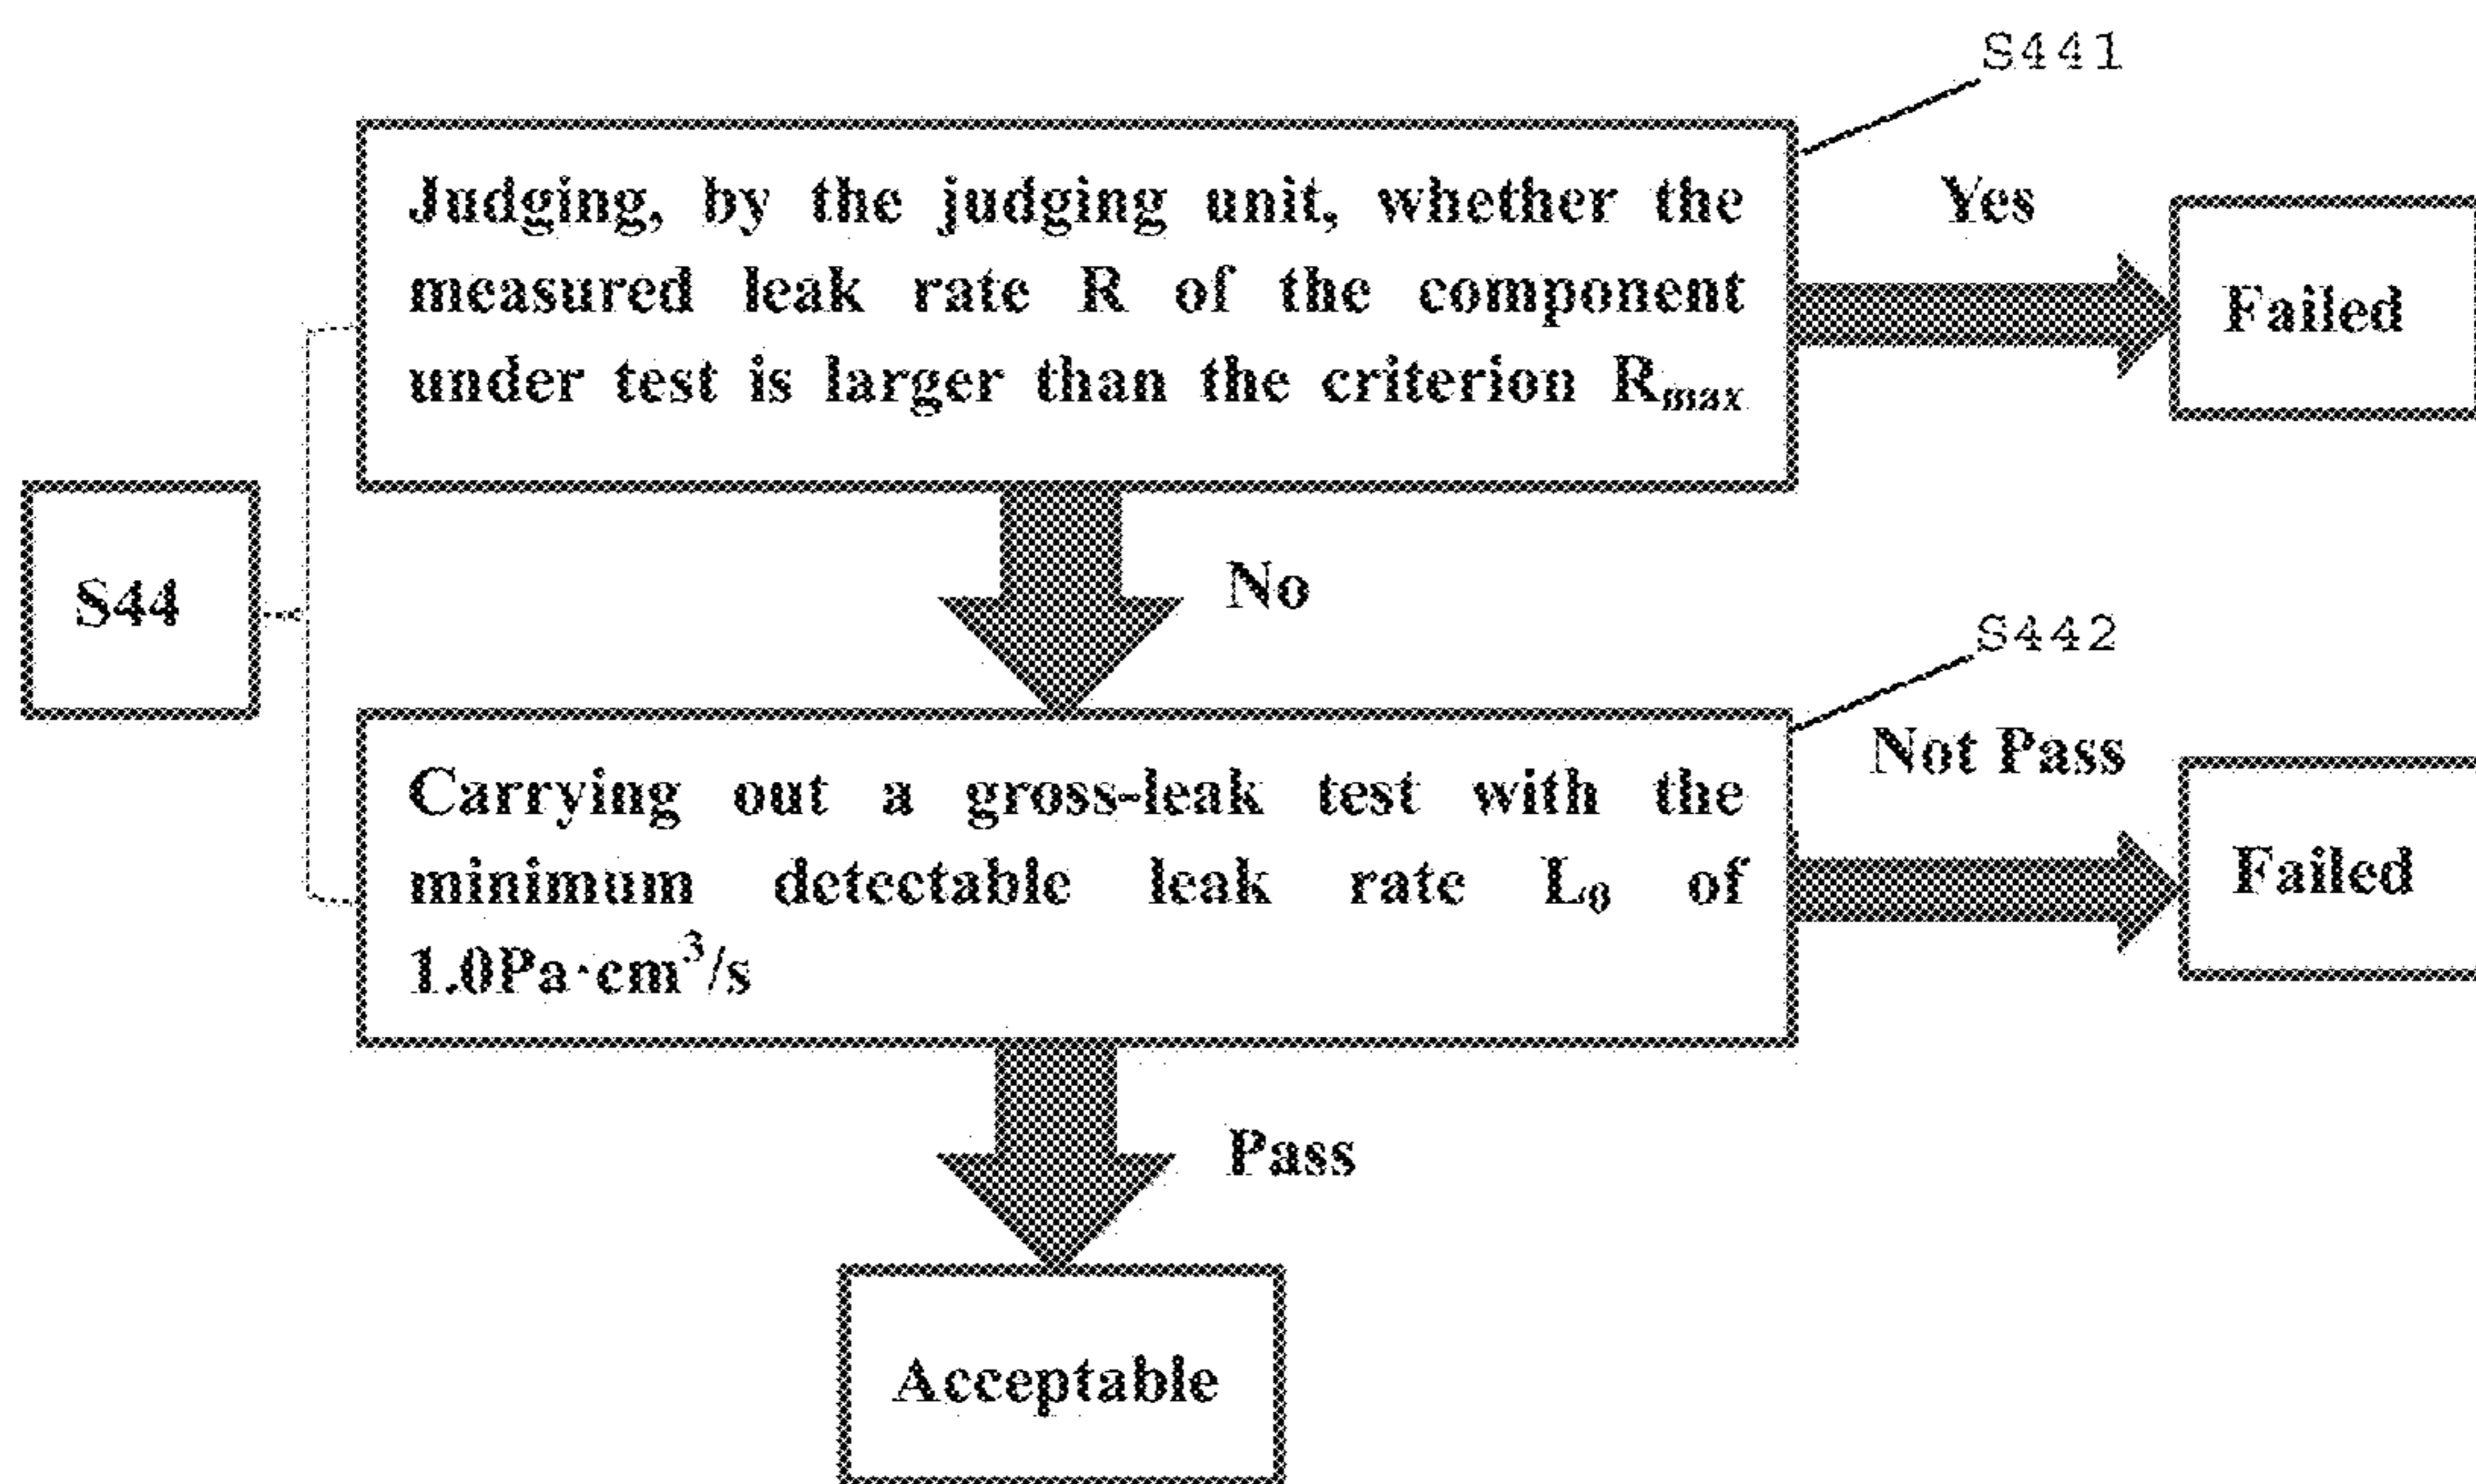 S441
Judging, by the judging unit, whether the
measured leak rate R of the component
under test is larger than the criterion Rmax
Yes
Failed
No
S44
S442
Carrying out a gross-leak test with the
minimum detectable leak rate L0 of
1.0Pa·cm³/s
Not Pass
Failed
Pass
Acceptable